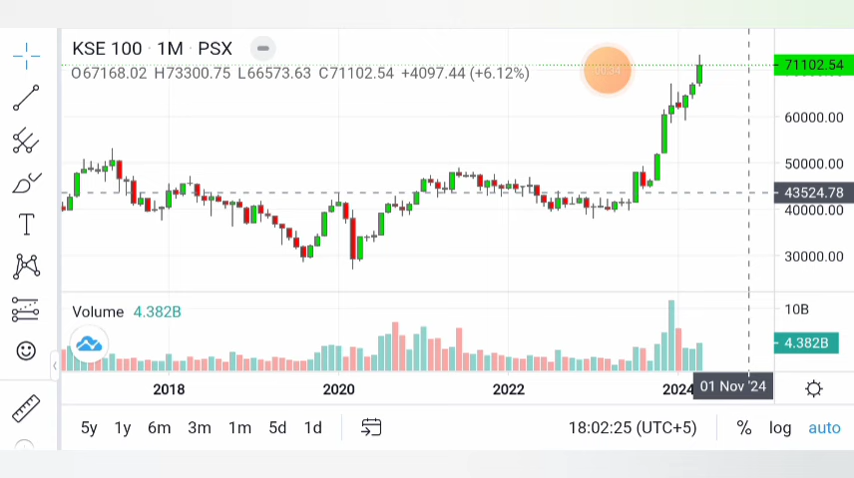 KSE 100 · 1M · PSX
O67168.02 H73300.75 L66573.63 C71102.54 +4097.44 (+6.12%)
71102.54
60000.00
50000.00
43524.78
40000.00
30000.00
Volume 4.382B
10B
4.382B
2018 2020 2022 2024 01 Nov '24
5y 1y 6m 3m 1m 5d 1d 18:02:25 (UTC+5) % log auto